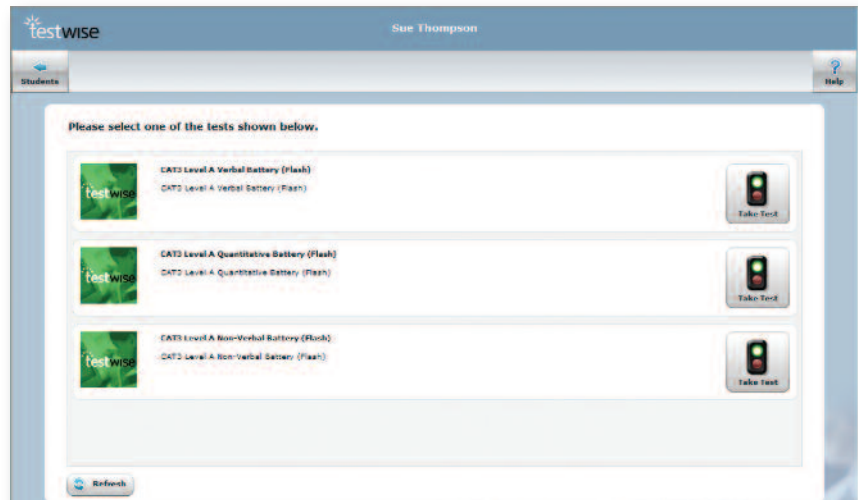 testwise
Sue Thompson
Students
Help
Please select one of the tests shown below.
testwise
CAT3 Level A Verbal Battery (Flash)
CAT3 Level A Verbal Battery (Flash)
Take Test
testwise
CAT3 Level A Quantitative Battery (Flash)
CAT3 Level A Quantitative Battery (Flash)
Take Test
testwise
CAT3 Level A Non-Verbal Battery (Flash)
CAT3 Level A Non-Verbal Battery (Flash)
Take Test
Refresh